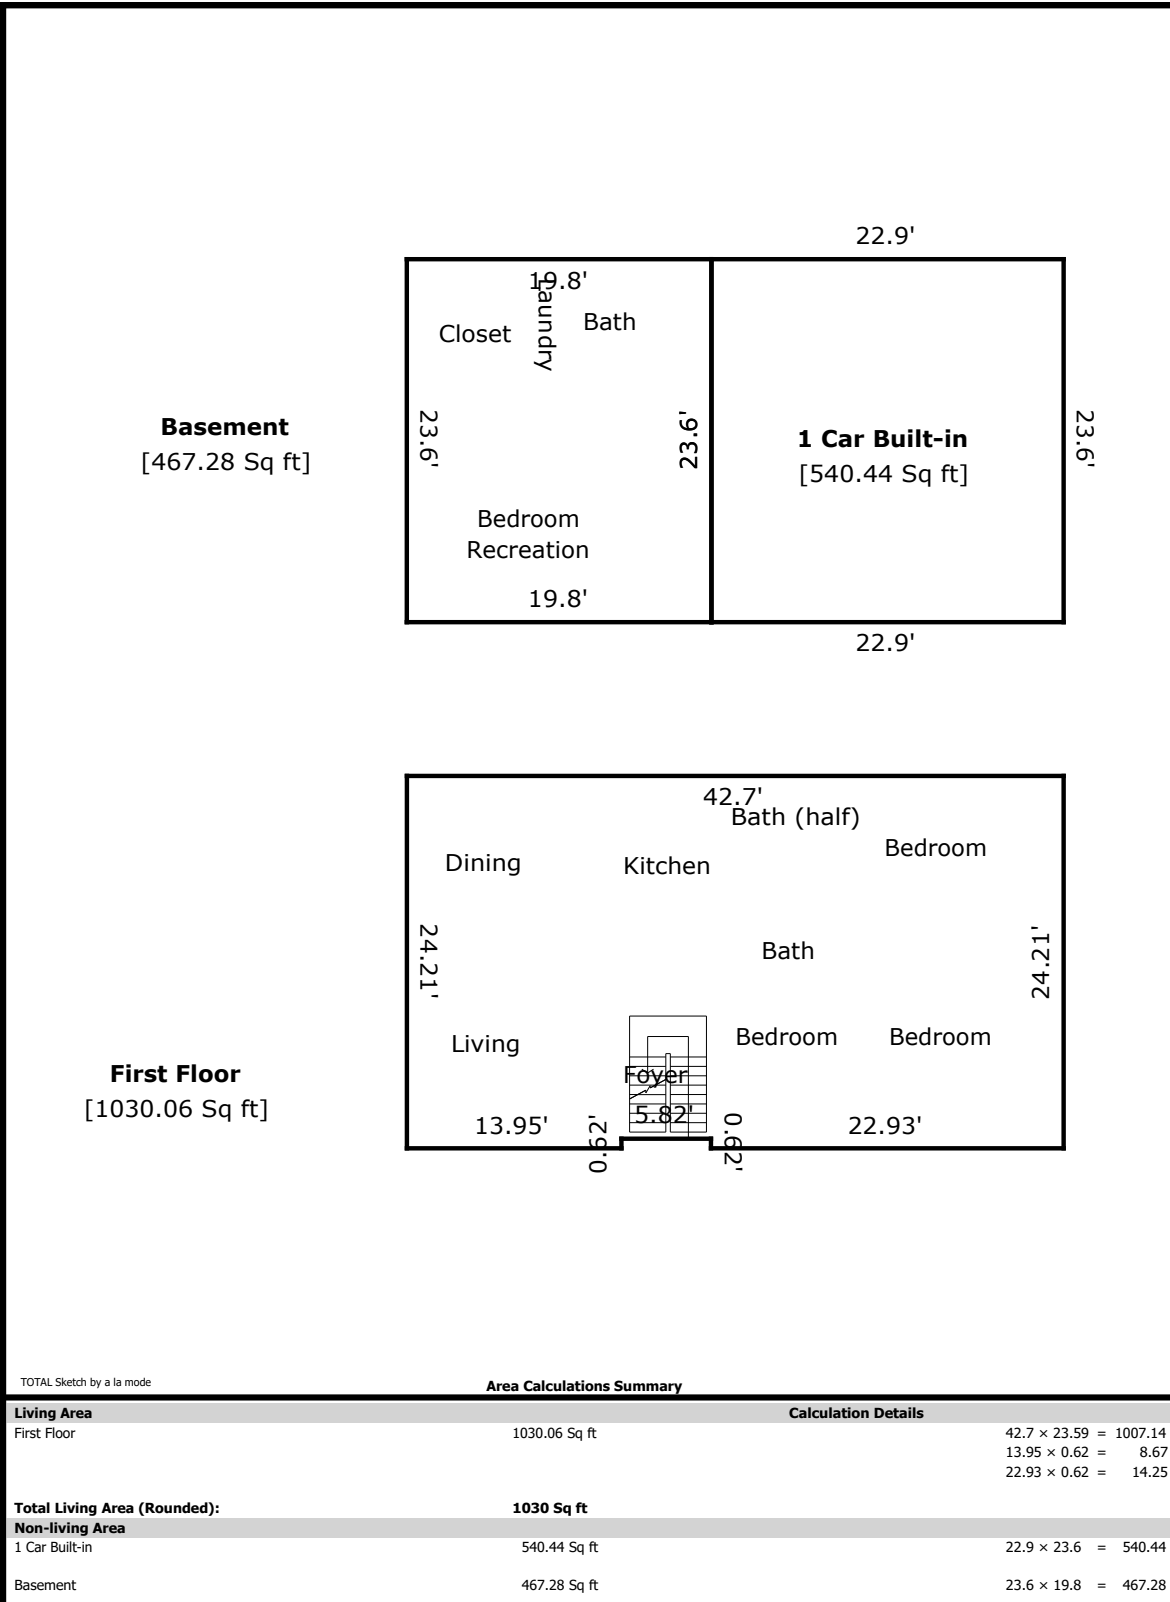 22.9'
19.8'
Laundry
Bath
Closet
23.6'
23.6'
23.6'
Basement
[467.28 Sq ft]
1 Car Built-in
[540.44 Sq ft]
Bedroom
Recreation
19.8'
22.9'
42.7'
Bath (half)
Bedroom
Dining
Kitchen
24.21'
24.21'
Bath
Living
Bedroom
Bedroom
First Floor
[1030.06 Sq ft]
Foyer
5.82'
13.95'
0.62'
0.62'
22.93'
TOTAL Sketch by a la mode
Area Calculations Summary
Living Area Calculation Details
First Floor 1030.06 Sq ft 42.7 × 23.59 = 1007.14
13.95 × 0.62 = 8.67
22.93 × 0.62 = 14.25
Total Living Area (Rounded): 1030 Sq ft
Non-living Area
1 Car Built-in 540.44 Sq ft 22.9 × 23.6 = 540.44
Basement 467.28 Sq ft 23.6 × 19.8 = 467.28